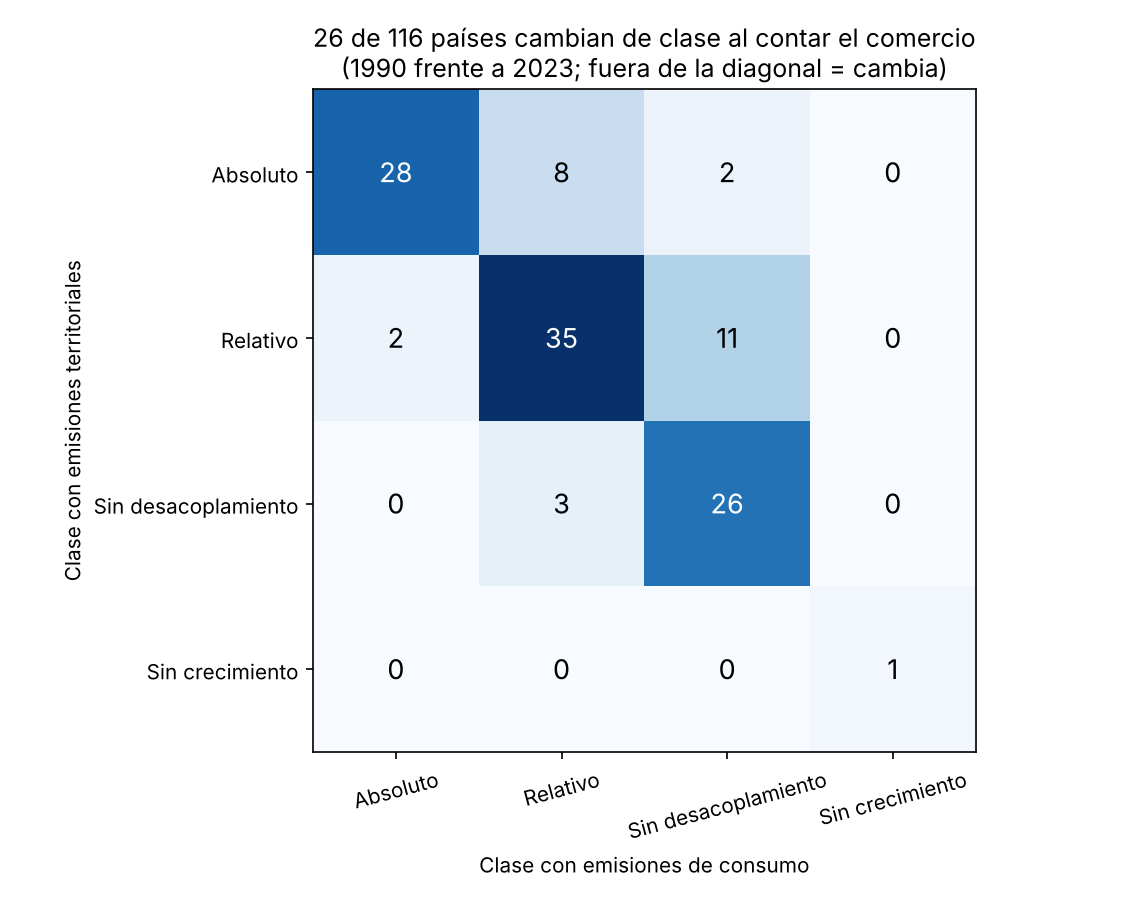 26 de 116 países cambian de clase al contar el comercio
(1990 frente a 2023; fuera de la diagonal = cambia)
Clase con emisiones territoriales
Absoluto
28 8 2 0
Relativo
2 35 11 0
Sin desacoplamiento
0 3 26 0
Sin crecimiento
0 0 0 1
Absoluto
Relativo
Sin desacoplamiento
Sin crecimiento
Clase con emisiones de consumo